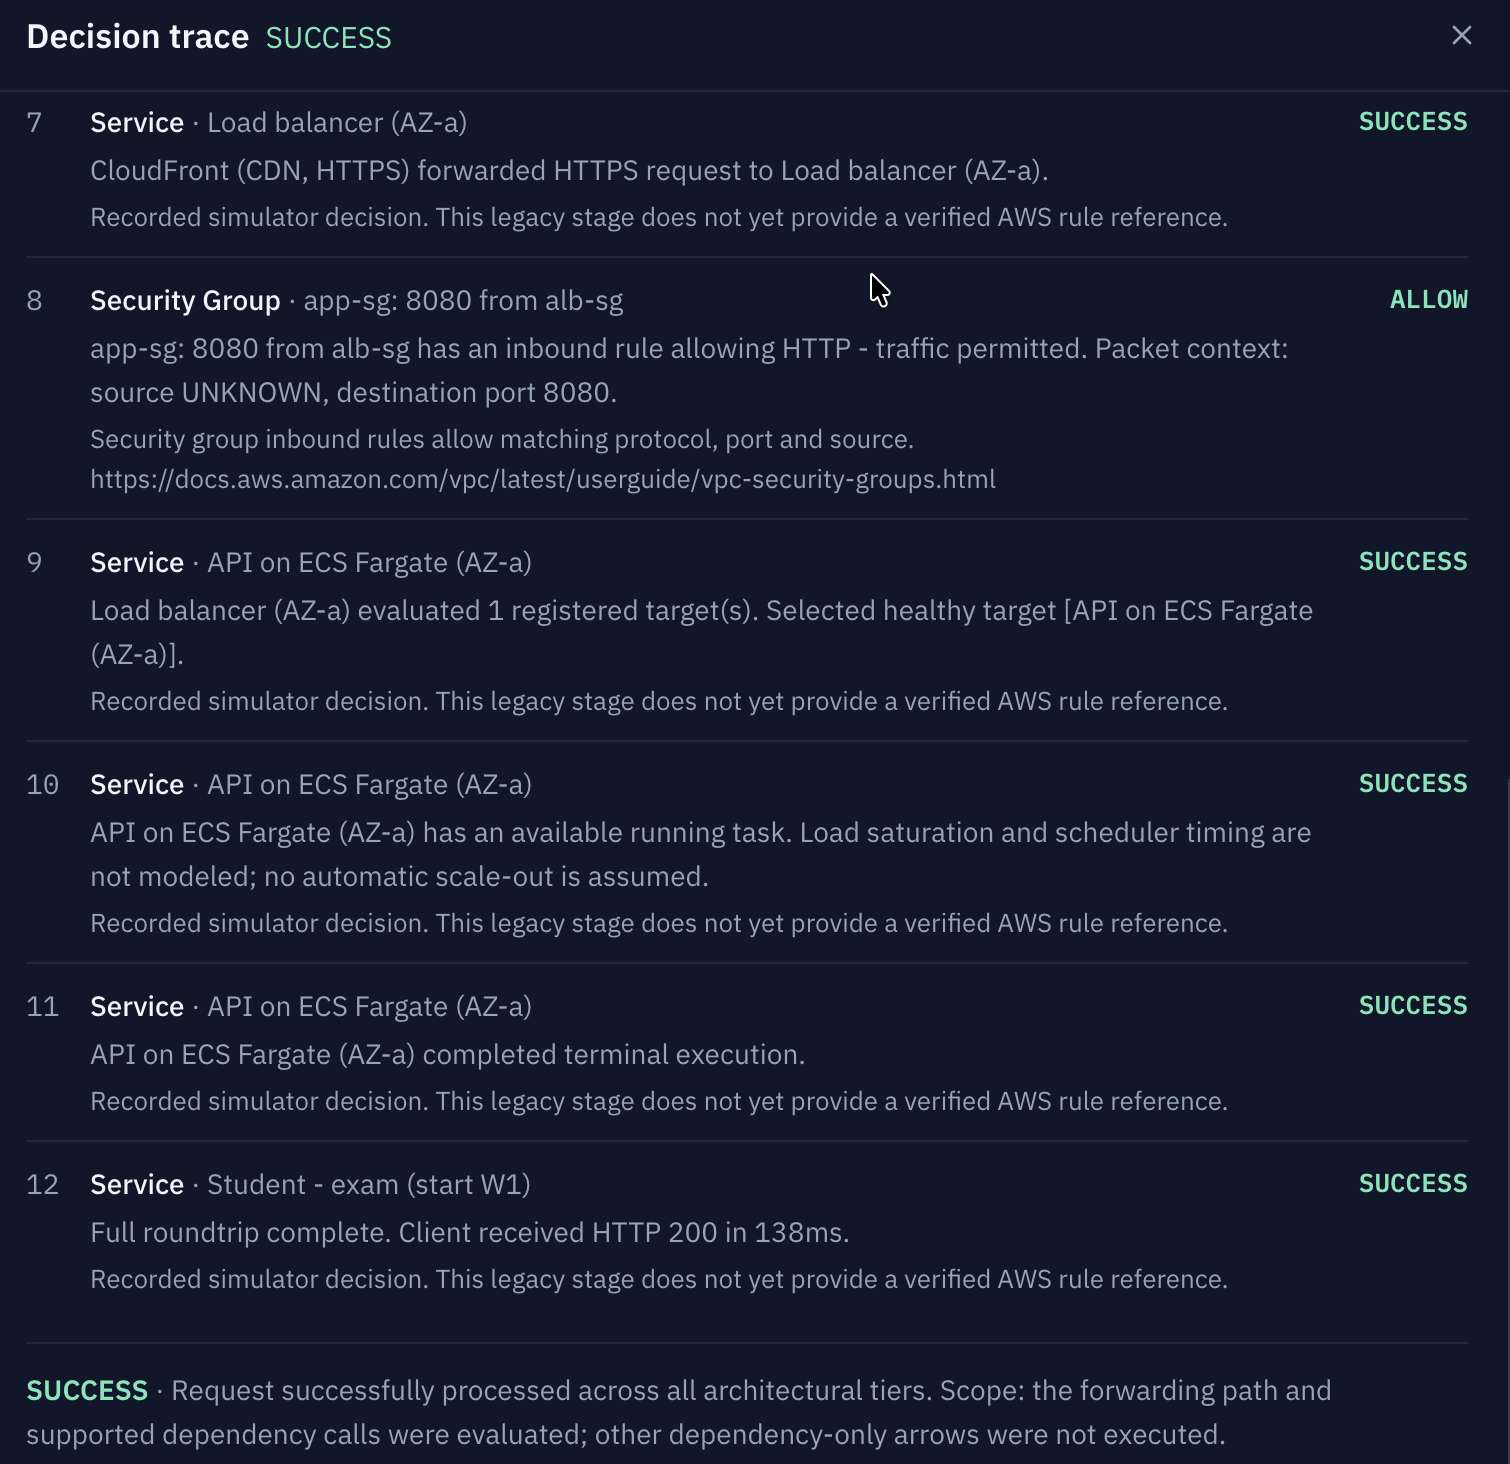 Decision trace SUCCESS
7 Service · Load balancer (AZ-a) SUCCESS
CloudFront (CDN, HTTPS) forwarded HTTPS request to Load balancer (AZ-a).
Recorded simulator decision. This legacy stage does not yet provide a verified AWS rule reference.
8 Security Group · app-sg: 8080 from alb-sg ALLOW
app-sg: 8080 from alb-sg has an inbound rule allowing HTTP - traffic permitted. Packet context:
source UNKNOWN, destination port 8080.
Security group inbound rules allow matching protocol, port and source.
https://docs.aws.amazon.com/vpc/latest/userguide/vpc-security-groups.html
9 Service · API on ECS Fargate (AZ-a) SUCCESS
Load balancer (AZ-a) evaluated 1 registered target(s). Selected healthy target [API on ECS Fargate
(AZ-a)].
Recorded simulator decision. This legacy stage does not yet provide a verified AWS rule reference.
10 Service · API on ECS Fargate (AZ-a) SUCCESS
API on ECS Fargate (AZ-a) has an available running task. Load saturation and scheduler timing are
not modeled; no automatic scale-out is assumed.
Recorded simulator decision. This legacy stage does not yet provide a verified AWS rule reference.
11 Service · API on ECS Fargate (AZ-a) SUCCESS
API on ECS Fargate (AZ-a) completed terminal execution.
Recorded simulator decision. This legacy stage does not yet provide a verified AWS rule reference.
12 Service · Student - exam (start W1) SUCCESS
Full roundtrip complete. Client received HTTP 200 in 138ms.
Recorded simulator decision. This legacy stage does not yet provide a verified AWS rule reference.
SUCCESS · Request successfully processed across all architectural tiers. Scope: the forwarding path and
supported dependency calls were evaluated; other dependency-only arrows were not executed.